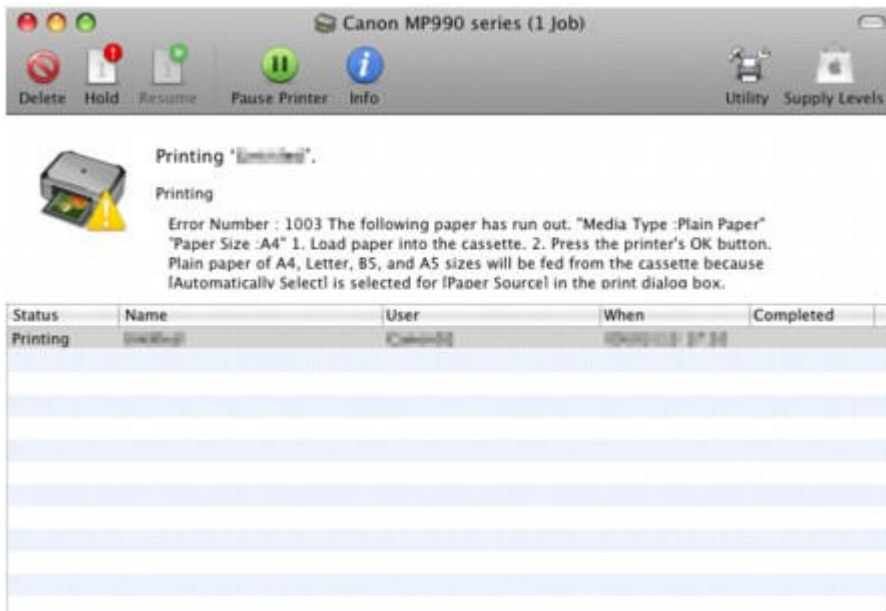 Canon MP990 series (1 Job)
Delete Hold Resume Pause Printer Info Utility Supply Levels
Printing "
Printing
Error Number : 1003 The following paper has run out. "Media Type :Plain Paper"
"Paper Size :A4" 1. Load paper into the cassette. 2. Press the printer's OK button.
Plain paper of A4, Letter, B5, and A5 sizes will be fed from the cassette because
[Automatically Select] is selected for [Paper Source] in the print dialog box.
Status Name User When Completed
Printing